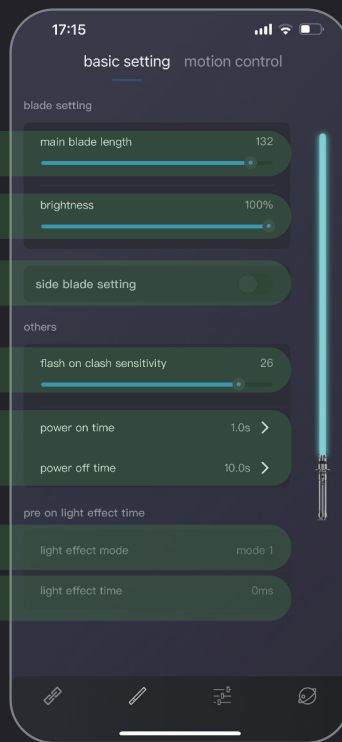 17:15
basic setting motion control
blade setting
main blade length 132
brightness 100%
side blade setting
others
flash on clash sensitivity 26
power on time 1.0s
power off time 10.0s
pre on light effect time
light effect mode mode 1
light effect time 0ms